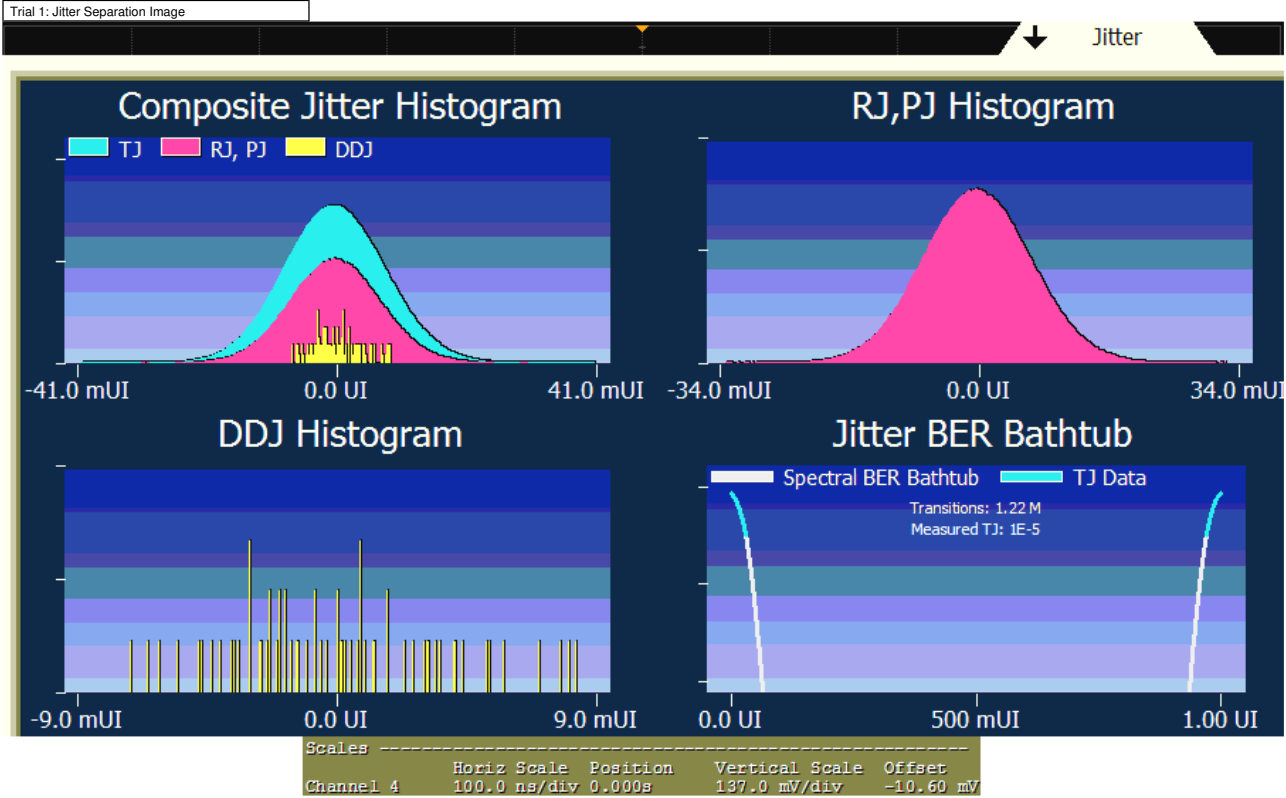 Trial 1: Jitter Separation Image
Jitter
Composite Jitter Histogram
TJ RJ, PJ DDJ
-41.0 mUI 0.0 UI 41.0 mUI
RJ,PJ Histogram
-34.0 mUI 0.0 UI 34.0 mUI
DDJ Histogram
-9.0 mUI 0.0 UI 9.0 mUI
Jitter BER Bathtub
Spectral BER Bathtub TJ Data
Transitions: 1.22 M
Measured TJ: 1E-5
0.0 UI 500 mUI 1.00 UI
Scales
Horiz Scale Position Vertical Scale Offset
Channel 4 100.0 ns/div 0.000s 137.0 mV/div -10.60 mV